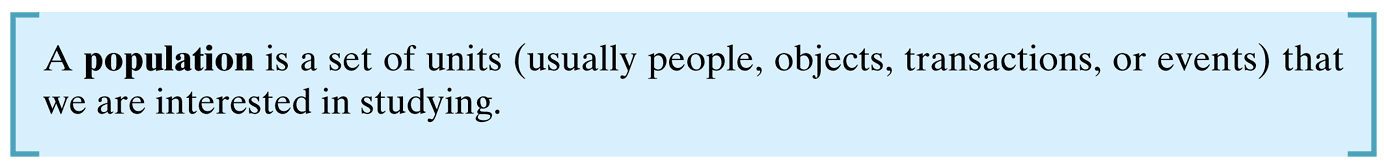 A population is a set of units (usually people, objects, transactions, or events) that
we are interested in studying.